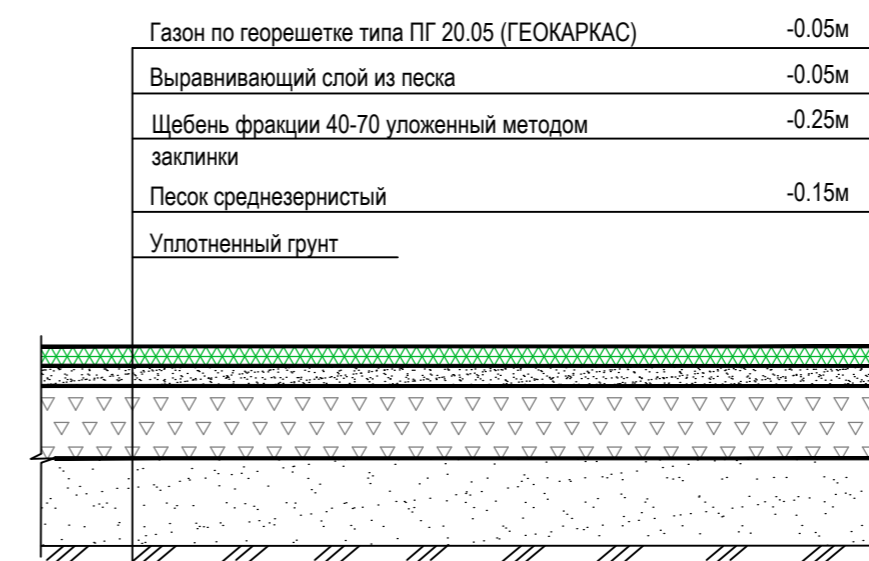 Газон по георешетке типа ПГ 20.05 (ГЕОКАРКАС) -0.05м
Выравнивающий слой из песка -0.05м
Щебень фракции 40-70 уложенный методом -0.25м
заклинки
Песок среднезернистый -0.15м
Уплотненный грунт